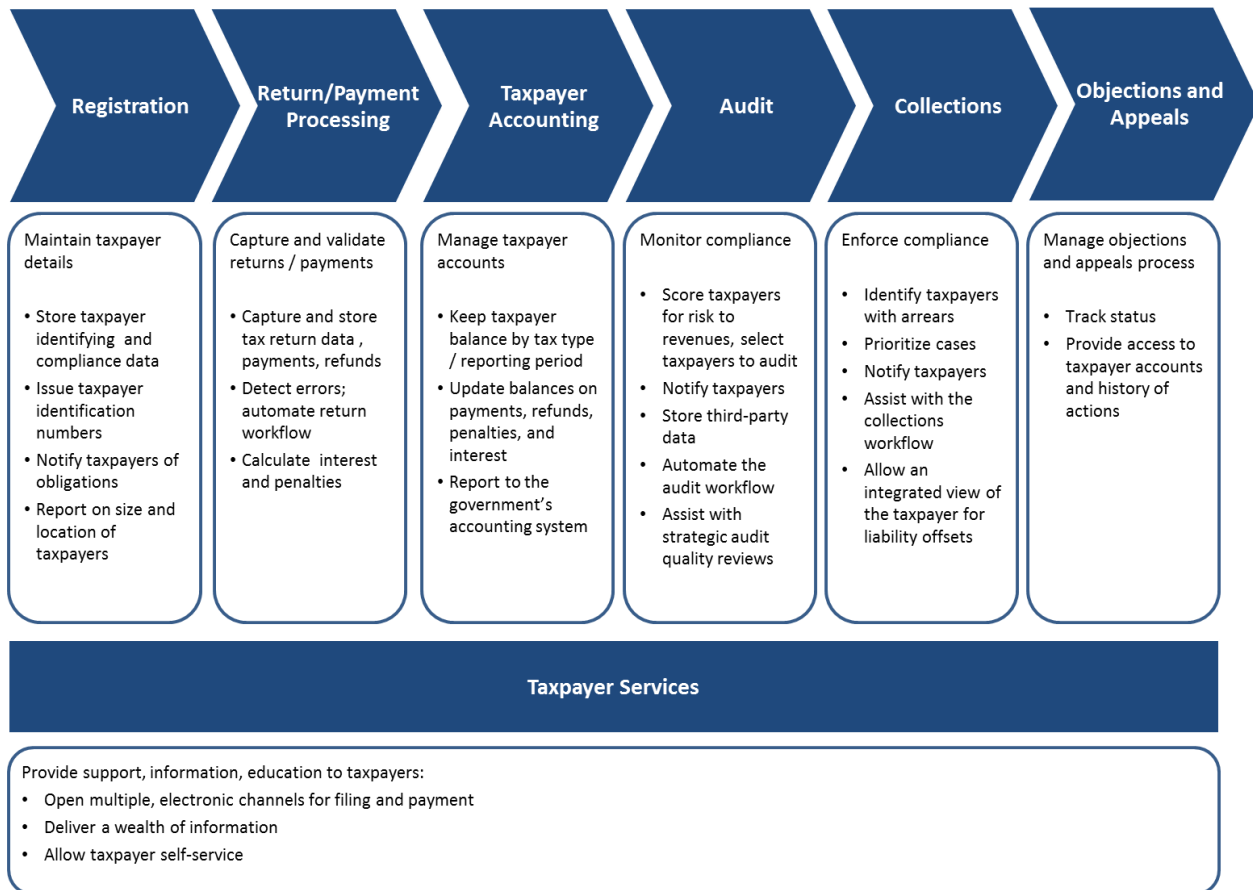 Registration
Return/Payment
Processing
Taxpayer
Accounting
Audit
Collections
Objections and
Appeals
Maintain taxpayer
details
• Store taxpayer
identifying and
compliance data
• Issue taxpayer
identification
numbers
• Notify taxpayers of
obligations
• Report on size and
location of
taxpayers
Capture and validate
returns / payments
• Capture and store
tax return data ,
payments, refunds
• Detect errors;
automate return
workflow
• Calculate interest
and penalties
Manage taxpayer
accounts
• Keep taxpayer
balance by tax type
/ reporting period
• Update balances on
payments, refunds,
penalties, and
interest
• Report to the
government's
accounting system
Monitor compliance
• Score taxpayers
for risk to
revenues, select
taxpayers to audit
• Notify taxpayers
• Store third-party
data
• Automate the
audit workflow
• Assist with
strategic audit
quality reviews
Enforce compliance
• Identify taxpayers
with arrears
• Prioritize cases
• Notify taxpayers
• Assist with the
collections
workflow
• Allow an
integrated view of
the taxpayer for
liability offsets
Manage objections
and appeals process
• Track status
• Provide access to
taxpayer accounts
and history of
actions
Taxpayer Services
Provide support, information, education to taxpayers:
• Open multiple, electronic channels for filing and payment
• Deliver a wealth of information
• Allow taxpayer self-service